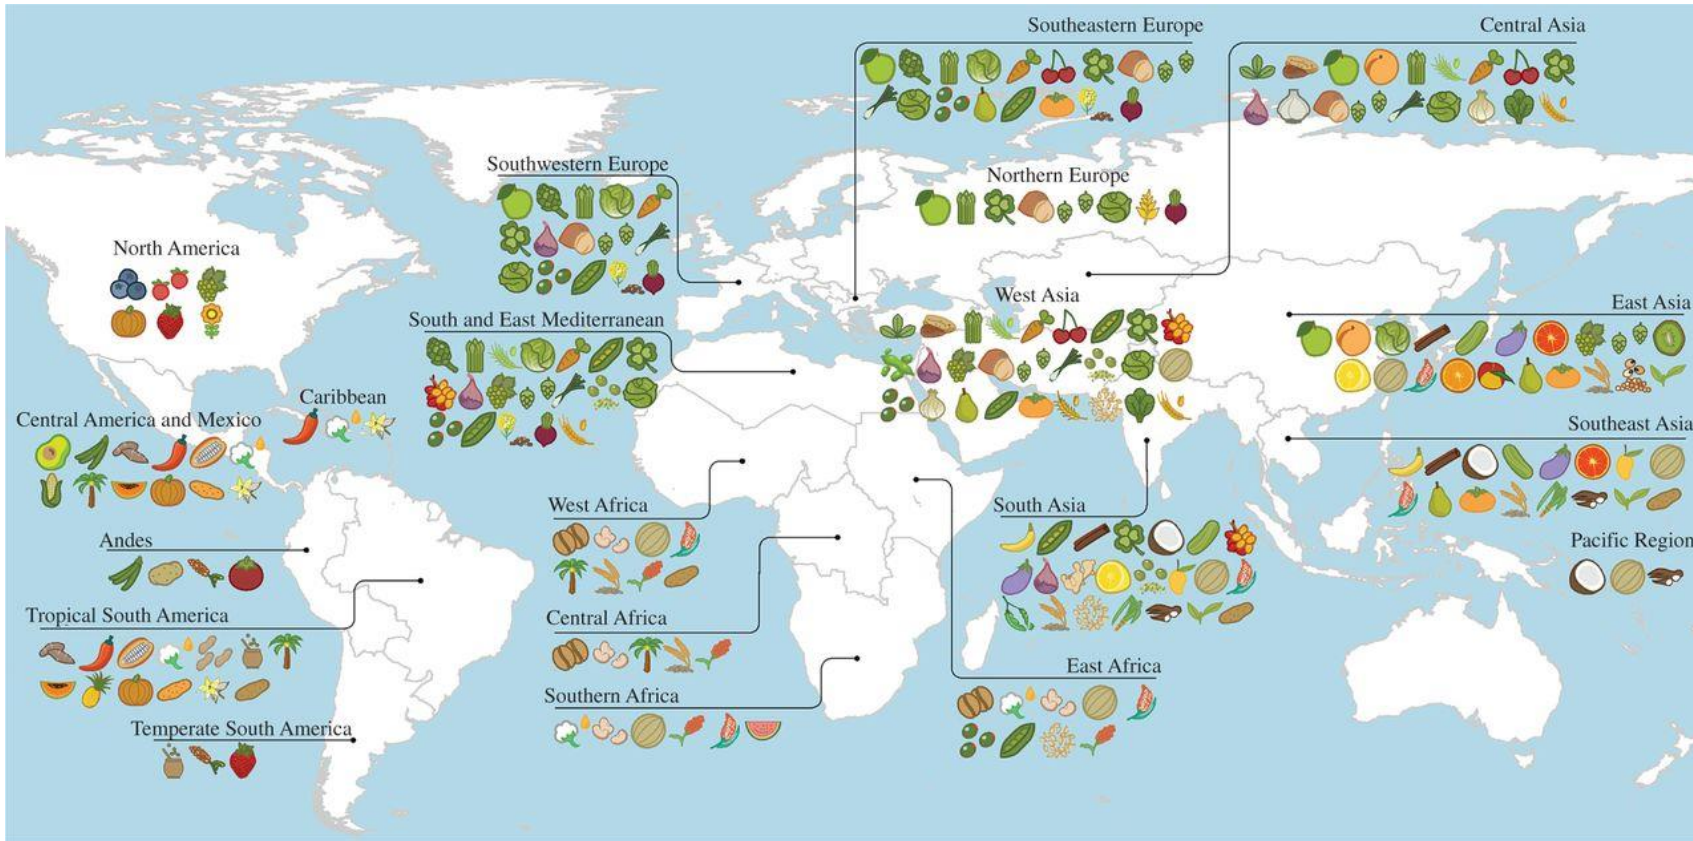 Southeastern Europe
Central Asia
Southwestern Europe
Northern Europe
North America
West Asia
East Asia
South and East Mediterranean
Caribbean
Central America and Mexico
Southeast Asia
West Africa
South Asia
Andes
Pacific Region
Tropical South America
Central Africa
East Africa
Southern Africa
Temperate South America